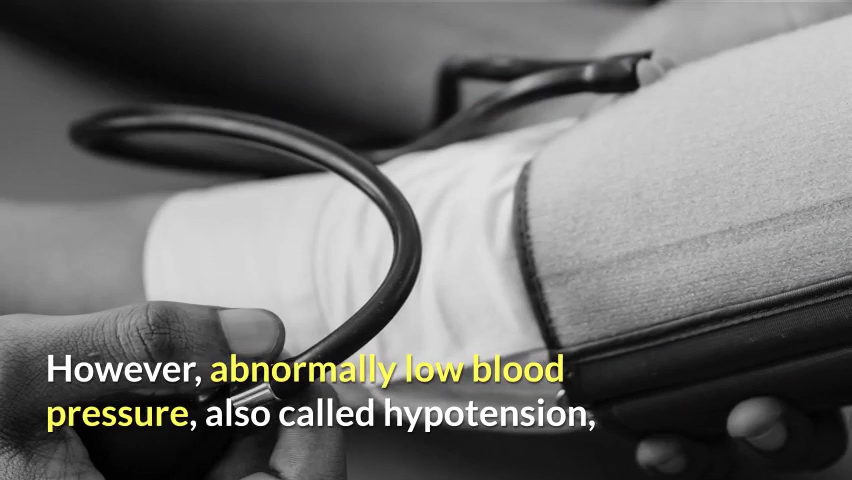 However, abnormally low blood
pressure, also called hypotension,